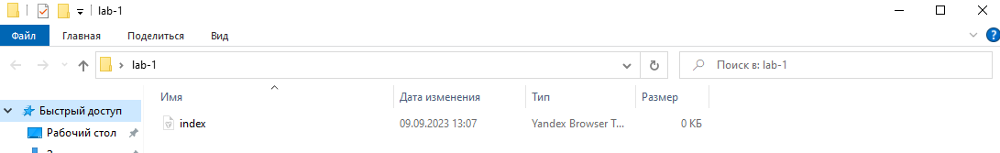 lab-1
Файл Главная Поделиться Вид
lab-1 Поиск в: lab-1
Имя Дата изменения Тип Размер
Быстрый доступ
index 09.09.2023 13:07 Yandex Browser T... 0 КБ
Рабочий стол